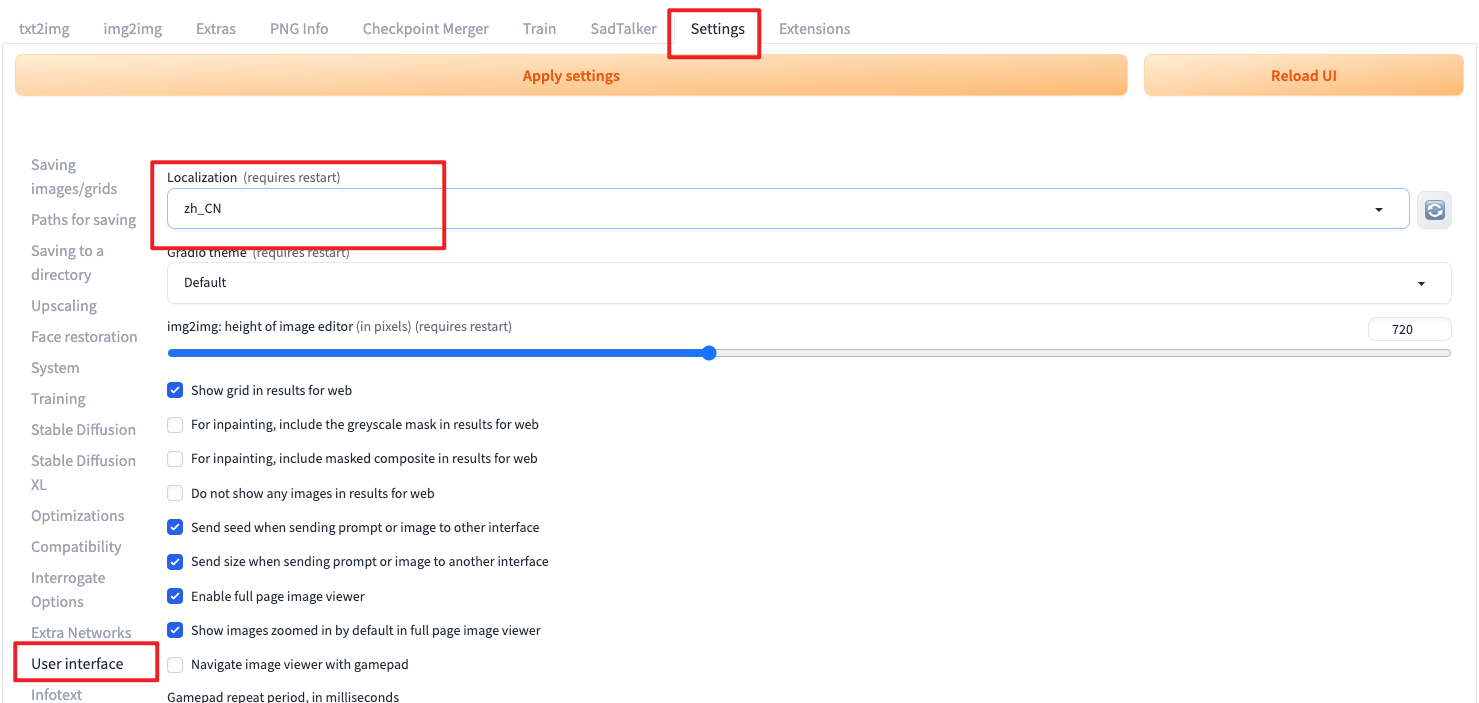 txt2img img2img Extras PNG Info Checkpoint Merger Train SadTalker Settings Extensions
Apply settings Reload UI
Saving
images/grids
Paths for saving
Saving to a
directory
Upscaling
Face restoration
System
Training
Stable Diffusion
Stable Diffusion
XL
Optimizations
Compatibility
Interrogate
Options
Extra Networks
User interface
Infotext
Localization (requires restart)
zh_CN
Gradio theme (requires restart)
Default
img2img: height of image editor (in pixels) (requires restart) 720
Show grid in results for web
For inpainting, include the greyscale mask in results for web
For inpainting, include masked composite in results for web
Do not show any images in results for web
Send seed when sending prompt or image to other interface
Send size when sending prompt or image to another interface
Enable full page image viewer
Show images zoomed in by default in full page image viewer
Navigate image viewer with gamepad
Gamepad repeat period, in milliseconds